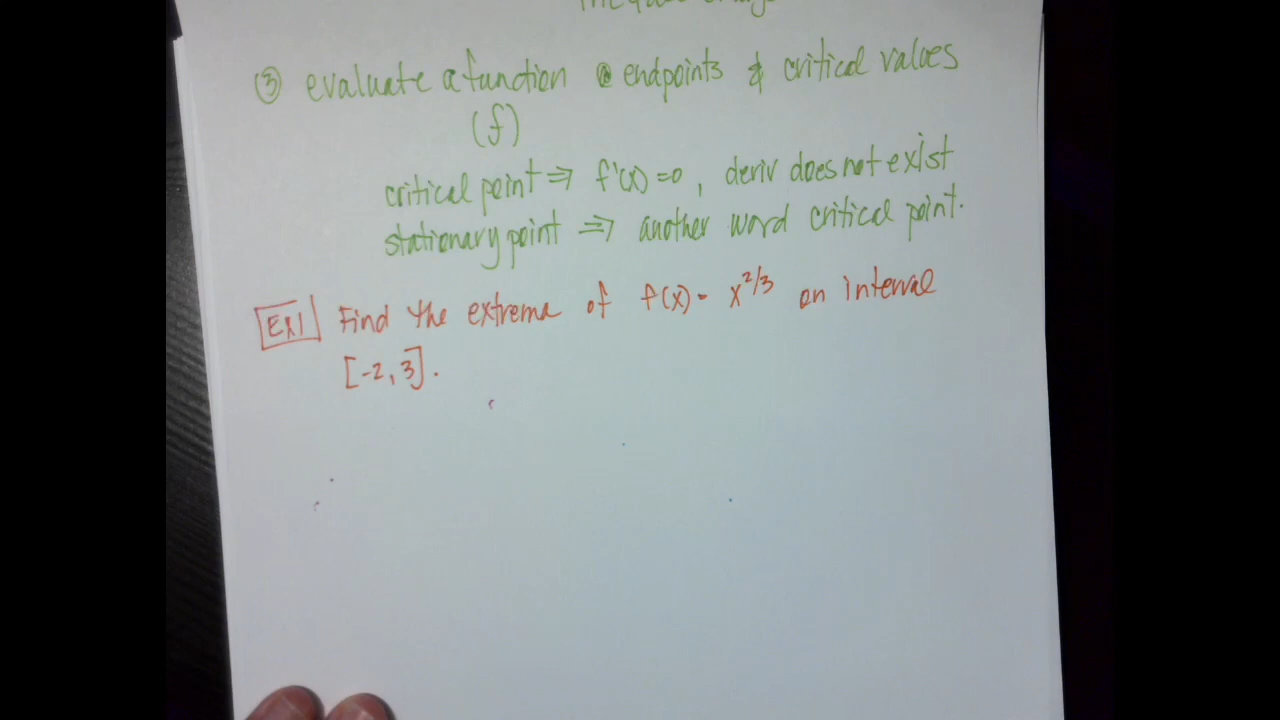 ③ evaluate a function @ endpoints & critical values
(f)
critical point ⇒ f'(x)=0, deriv does not exist
stationary point ⇒ another word critical point.
Ex1 Find the extrema of f(x) = x^{2/3} on interval
[-2, 3].